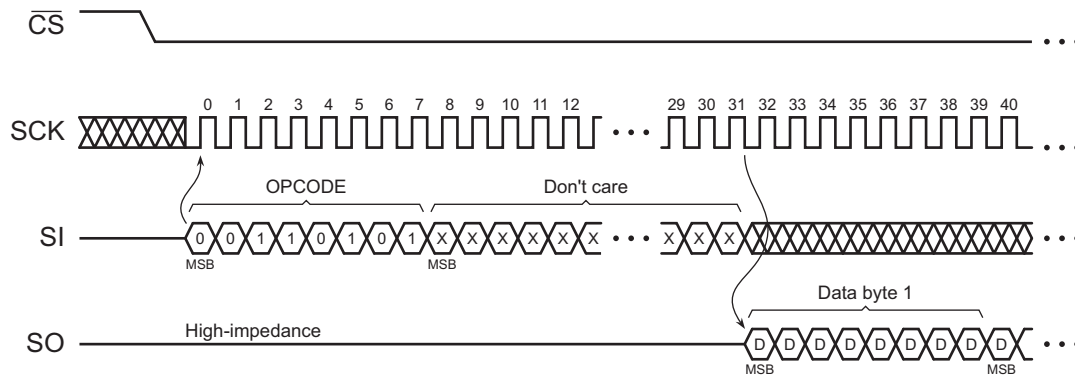 CS
0 1 2 3 4 5 6 7 8 9 10 11 12 29 30 31 32 33 34 35 36 37 38 39 40
SCK
OPCODE Don't care
SI 0 0 1 1 0 1 0 1 X X X X X X X X X
MSB MSB
Data byte 1
High-impedance
SO D D D D D D D D D
MSB MSB